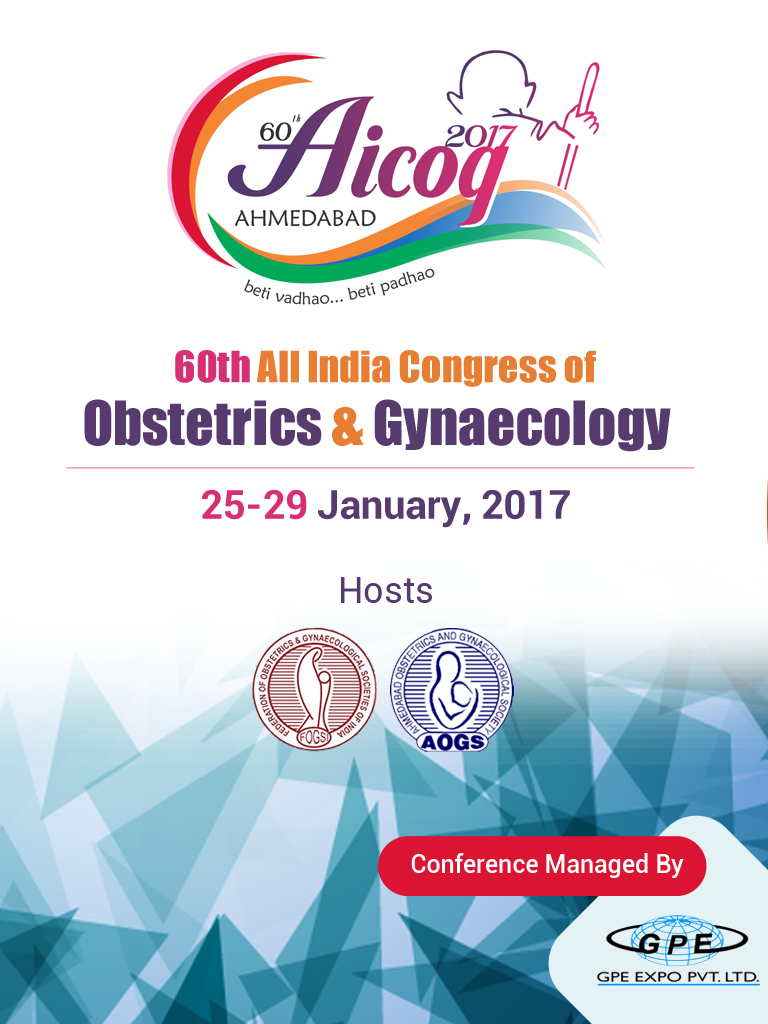 60th Aicog 2017
AHMEDABAD
beti vadhao... beti padhao
60th All India Congress of
Obstetrics & Gynaecology
25-29 January, 2017
Hosts
FEDERATION OF OBSTETRICS & GYNAECOLOGICAL SOCIETIES OF INDIA
FOGSI
AHMEDABAD OBSTETRICS AND GYNAECOLOGICAL SOCIETY
AOGS
Conference Managed By
GPE
GPE EXPO PVT. LTD.